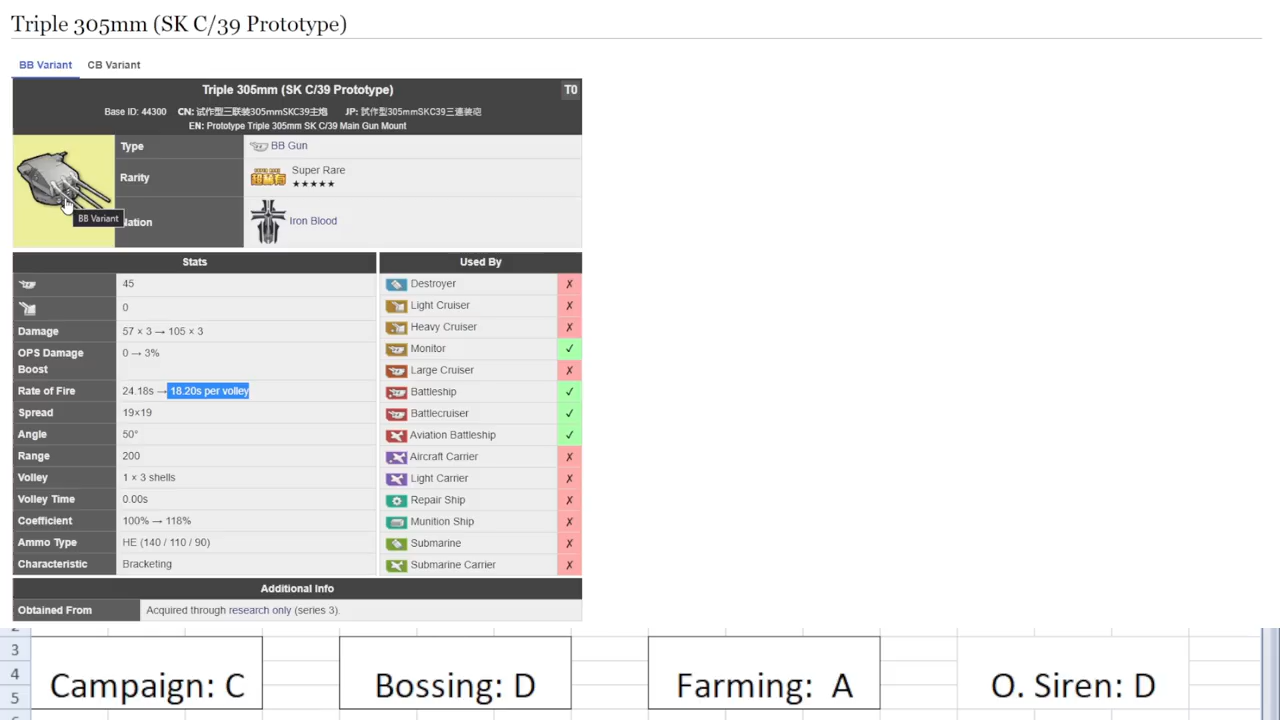 Triple 305mm (SK C/39 Prototype)
BB Variant CB Variant
Triple 305mm (SK C/39 Prototype) T0
Base ID: 44300 CN: 试作型三联装305mmSKC39主炮 JP: 試作型305mmSKC39三連装砲
EN: Prototype Triple 305mm SK C/39 Main Gun Mount
Type BB Gun
Rarity Super Rare
★★★★★
Nation Iron Blood
BB Variant
Stats
45
0
Damage 57 × 3 → 105 × 3
OPS Damage Boost 0 → 3%
Rate of Fire 24.18s → 18.20s per volley
Spread 19×19
Angle 50°
Range 200
Volley 1 × 3 shells
Volley Time 0.00s
Coefficient 100% → 118%
Ammo Type HE (140 / 110 / 90)
Characteristic Bracketing
Used By
Destroyer ✗
Light Cruiser ✗
Heavy Cruiser ✗
Monitor ✓
Large Cruiser ✗
Battleship ✓
Battlecruiser ✓
Aviation Battleship ✓
Aircraft Carrier ✗
Light Carrier ✗
Repair Ship ✗
Munition Ship ✗
Submarine ✗
Submarine Carrier ✗
Additional Info
Obtained From Acquired through research only (series 3).
3
4
5
Campaign: C Bossing: D Farming: A O. Siren: D